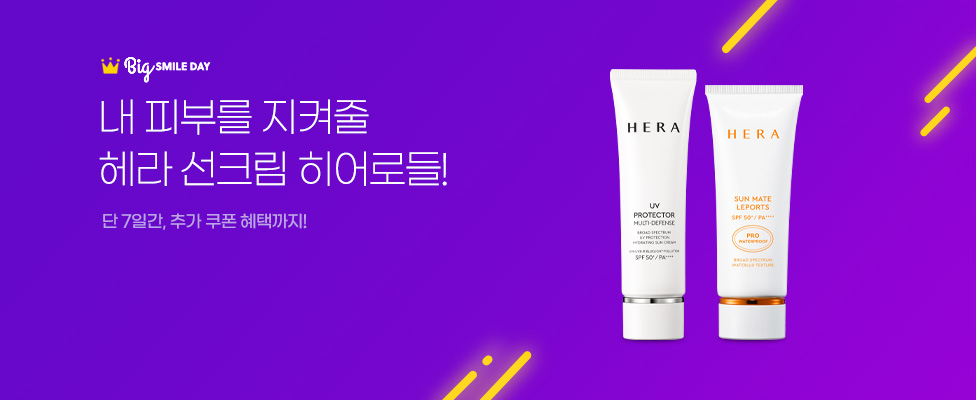 Big SMILE DAY
내 피부를 지켜줄
헤라 선크림 히어로들!
단 7일간, 추가 쿠폰 혜택까지!
HERA
UV
PROTECTOR
MULTI-DEFENSE
BROAD SPECTRUM
UV PROTECTION
HYDRATING SUN CREAM
SPF 50+/ PA++++
HERA
SUN MATE
LEPORTS
SPF 50+/ PA++++
PRO
WATERPROOF
BROAD SPECTRUM
WATERLUX TEXTURE